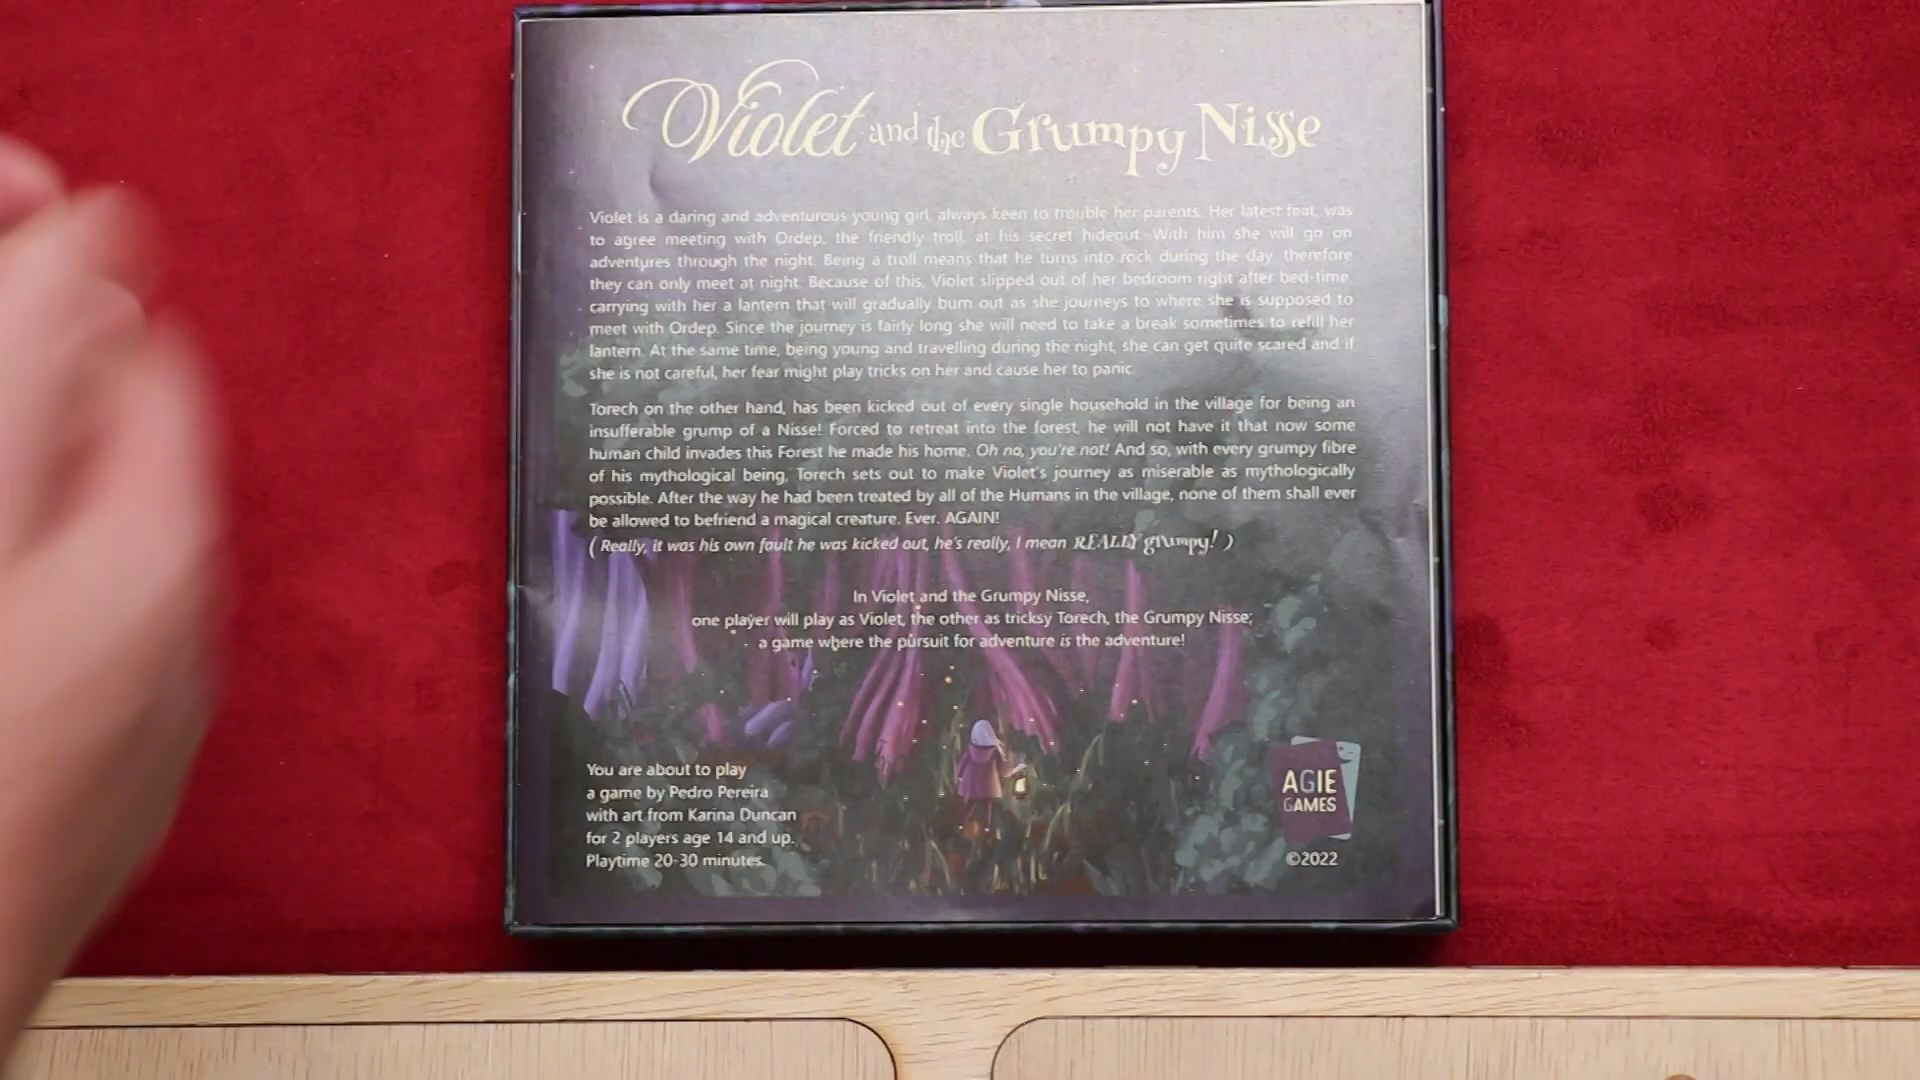 Violet and the Grumpy Nisse
Violet is a daring and adventurous young girl, always keen to trouble her parents. Her latest feat, was
to agree meeting with Ordep, the friendly troll, at his secret hideout. With him she will go on
adventures through the night. Being a troll means that he turns into rock during the day, therefore
they can only meet at night. Because of this, Violet slipped out of her bedroom right after bed-time,
carrying with her a lantern that will gradually burn out as she journeys to where she is supposed to
meet with Ordep. Since the journey is fairly long she will need to take a break sometimes to refill her
lantern. At the same time, being young and travelling during the night, she can get quite scared and if
she is not careful, her fear might play tricks on her and cause her to panic.
Torech on the other hand, has been kicked out of every single household in the village for being an
insufferable grump of a Nisse! Forced to retreat into the forest, he will not have it that now some
human child invades this Forest he made his home. Oh no, you're not! And so, with every grumpy fibre
of his mythological being, Torech sets out to make Violet's journey as miserable as mythologically
possible. After the way he had been treated by all of the Humans in the village, none of them shall ever
be allowed to befriend a magical creature. Ever. AGAIN!
( Really, it was his own fault he was kicked out, he's really, I mean REALLY grumpy! )
In Violet and the Grumpy Nisse,
one player will play as Violet, the other as tricksy Torech, the Grumpy Nisse;
a game where the pursuit for adventure is the adventure!
You are about to play
a game by Pedro Pereira
with art from Karina Duncan
for 2 players age 14 and up.
Playtime 20-30 minutes.
AGIE
GAMES
©2022